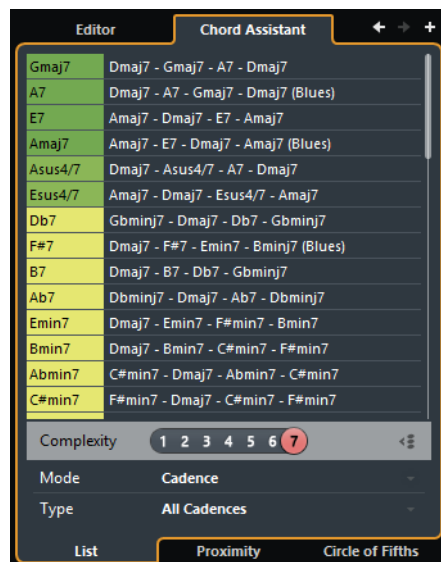 Editor Chord Assistant
Gmaj7 Dmaj7 - Gmaj7 - A7 - Dmaj7
A7 Dmaj7 - A7 - Gmaj7 - Dmaj7 (Blues)
E7 Amaj7 - Dmaj7 - E7 - Amaj7
Amaj7 Amaj7 - E7 - Dmaj7 - Amaj7 (Blues)
Asus4/7 Dmaj7 - Asus4/7 - A7 - Dmaj7
Esus4/7 Amaj7 - Dmaj7 - Esus4/7 - Amaj7
Db7 Gbminj7 - Dmaj7 - Db7 - Gbminj7
F#7 Dmaj7 - F#7 - Emin7 - Bminj7 (Blues)
B7 Dmaj7 - B7 - Db7 - Gbminj7
Ab7 Dbminj7 - Dmaj7 - Ab7 - Dbminj7
Emin7 Dmaj7 - Emin7 - F#min7 - Bmin7
Bmin7 Dmaj7 - Bmin7 - C#min7 - F#min7
Abmin7 C#min7 - Dmaj7 - Abmin7 - C#min7
C#min7 F#min7 - Dmaj7 - C#min7 - F#min7
Complexity 1 2 3 4 5 6 7
Mode Cadence
Type All Cadences
List Proximity Circle of Fifths